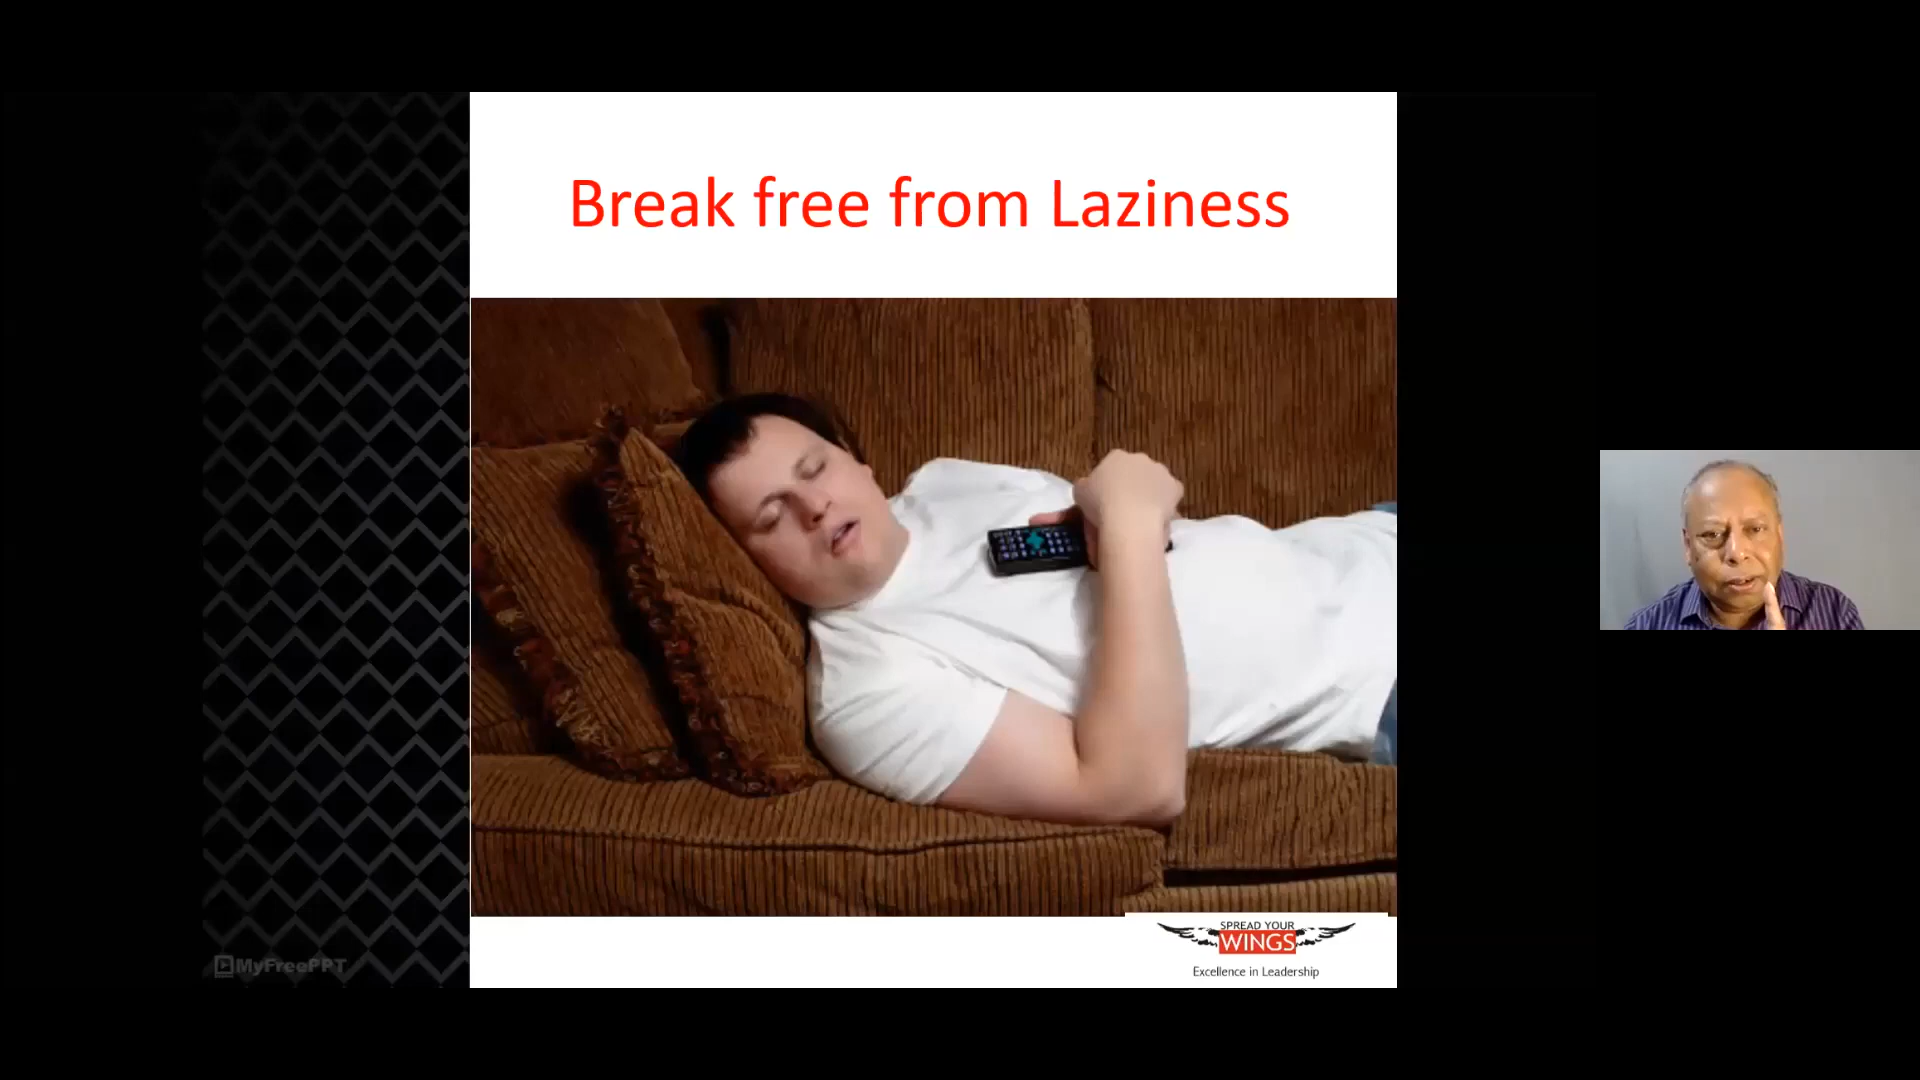 Break free from Laziness
SPREAD YOUR
WINGS
Excellence in Leadership
MyFreePPT